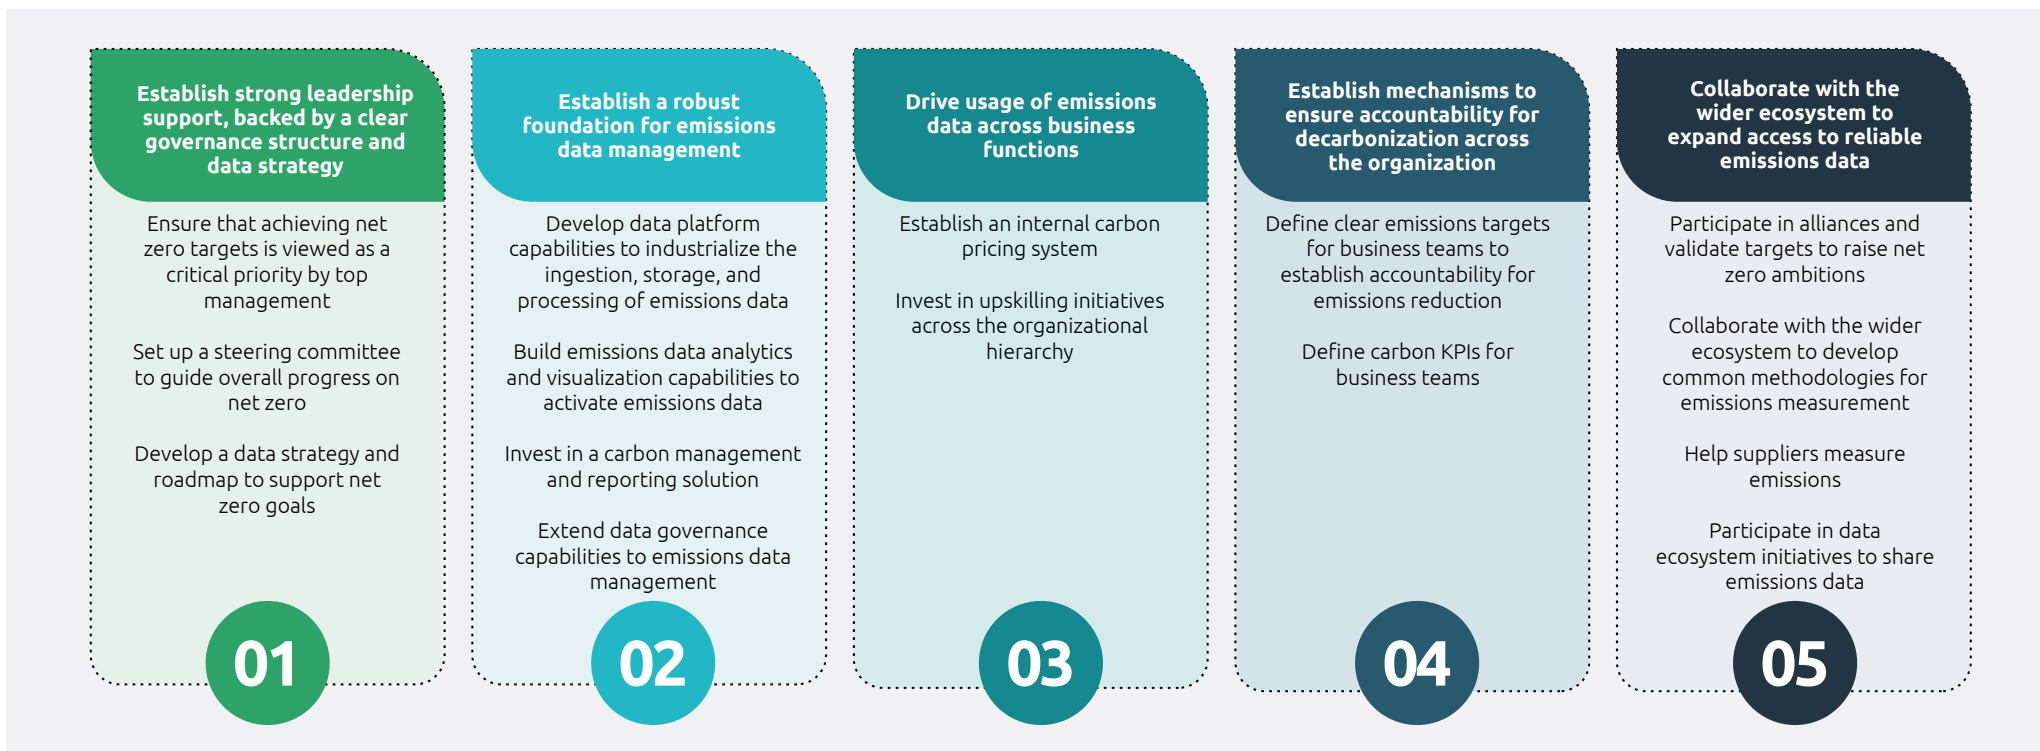 Establish strong leadership
support, backed by a clear
governance structure and
data strategy
Ensure that achieving net
zero targets is viewed as a
critical priority by top
management
Set up a steering committee
to guide overall progress on
net zero
Develop a data strategy and
roadmap to support net
zero goals
01
Establish a robust
foundation for emissions
data management
Develop data platform
capabilities to industrialize the
ingestion, storage, and
processing of emissions data
Build emissions data analytics
and visualization capabilities to
activate emissions data
Invest in a carbon management
and reporting solution
Extend data governance
capabilities to emissions data
management
02
Drive usage of emissions
data across business
functions
Establish an internal carbon
pricing system
Invest in upskilling initiatives
across the organizational
hierarchy
03
Establish mechanisms to
ensure accountability for
decarbonization across
the organization
Define clear emissions targets
for business teams to
establish accountability for
emissions reduction
Define carbon KPIs for
business teams
04
Collaborate with the
wider ecosystem to
expand access to reliable
emissions data
Participate in alliances and
validate targets to raise net
zero ambitions
Collaborate with the wider
ecosystem to develop
common methodologies for
emissions measurement
Help suppliers measure
emissions
Participate in data
ecosystem initiatives to share
emissions data
05